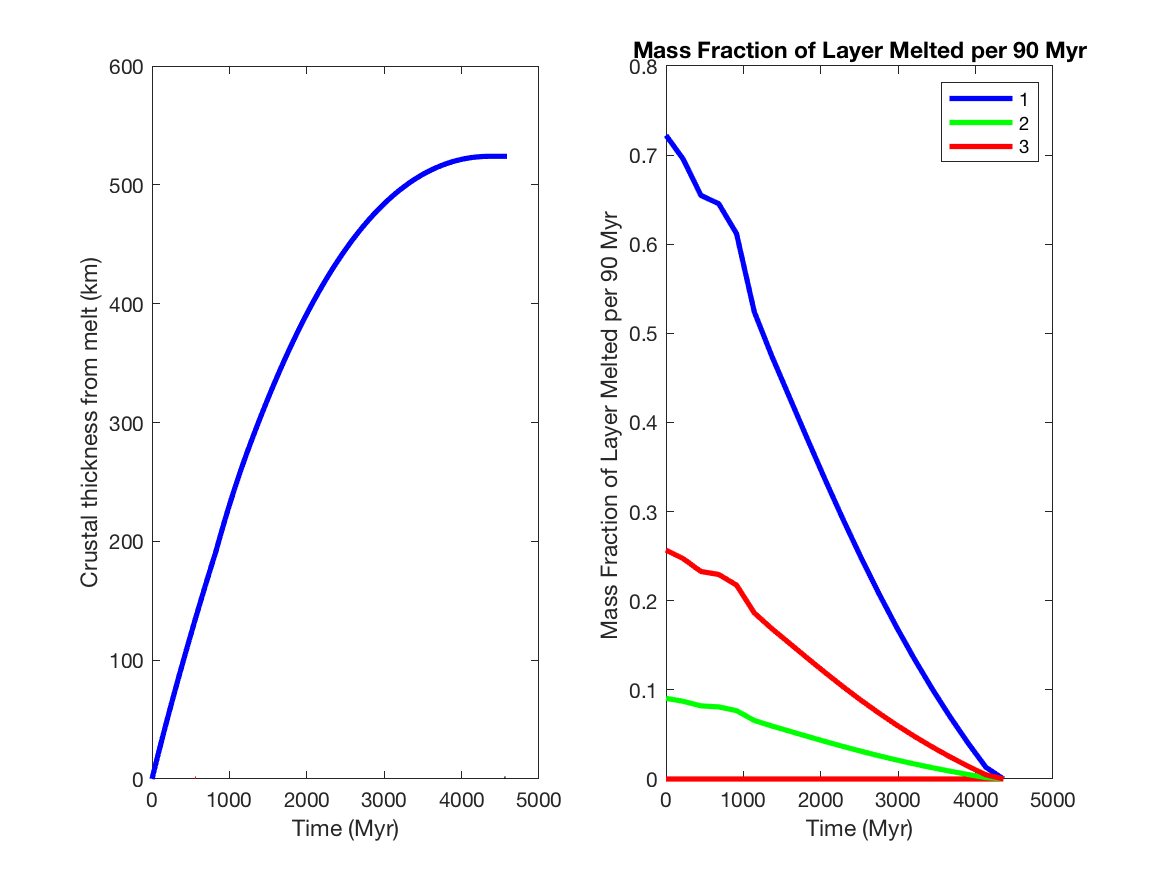 600
500
400
300
200
100
0
Crustal thickness from melt (km)
0 1000 2000 3000 4000 5000
Time (Myr)
Mass Fraction of Layer Melted per 90 Myr
0.8
0.7
0.6
0.5
0.4
0.3
0.2
0.1
0
Mass Fraction of Layer Melted per 90 Myr
1
2
3
0 1000 2000 3000 4000 5000
Time (Myr)